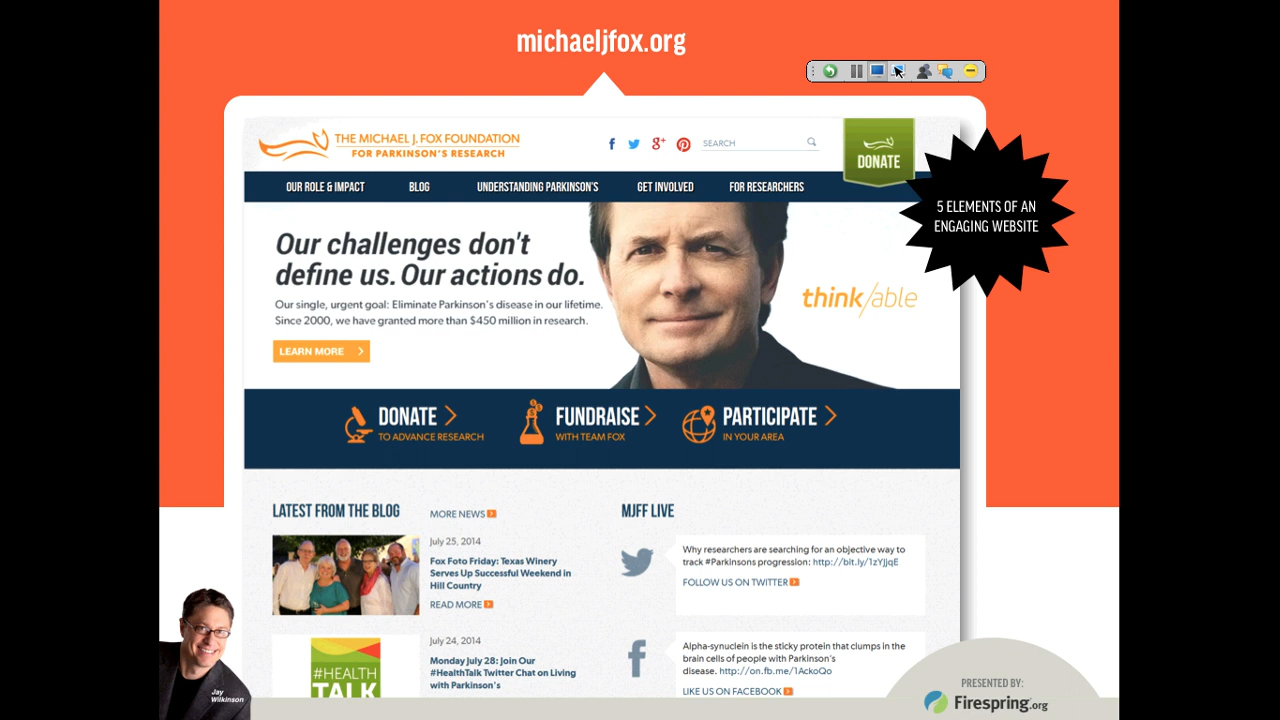 michaeljfox.org
THE MICHAEL J. FOX FOUNDATION
FOR PARKINSON'S RESEARCH
SEARCH
DONATE
OUR ROLE & IMPACT
BLOG
UNDERSTANDING PARKINSON'S
GET INVOLVED
FOR RESEARCHERS
5 ELEMENTS OF AN
ENGAGING WEBSITE
Our challenges don't
define us. Our actions do.
Our single, urgent goal: Eliminate Parkinson's disease in our lifetime.
Since 2000, we have granted more than $450 million in research.
LEARN MORE
think/able
DONATE
TO ADVANCE RESEARCH
FUNDRAISE
WITH TEAM FOX
PARTICIPATE
IN YOUR AREA
LATEST FROM THE BLOG
MORE NEWS
July 25, 2014
Fox Foto Friday: Texas Winery
Serves Up Successful Weekend in
Hill Country
READ MORE
#HEALTH
TALK
July 24, 2014
Monday July 28: Join Our
#HealthTalk Twitter Chat on Living
with Parkinson's
MJFF LIVE
Why researchers are searching for an objective way to
track #Parkinsons progression: http://bit.ly/1zYJjqE
FOLLOW US ON TWITTER
Alpha-synuclein is the sticky protein that clumps in the
brain cells of people with Parkinson's
disease. http://on.fb.me/1AckoQo
LIKE US ON FACEBOOK
Jay
Wilkinson
PRESENTED BY:
Firespring.org